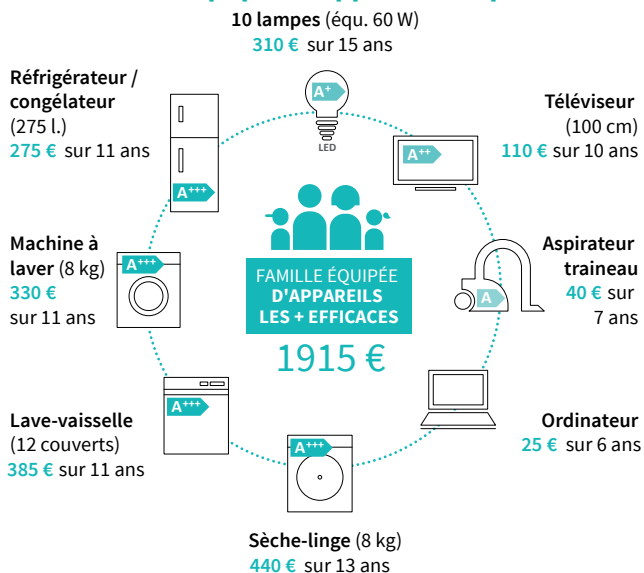 10 lampes (équ. 60 W)
310 € sur 15 ans
A+
LED
Réfrigérateur /
congélateur
(275 l.)
275 € sur 11 ans
A+++
Téléviseur
(100 cm)
110 € sur 10 ans
A++
Machine à
laver (8 kg)
330 €
sur 11 ans
A+++
FAMILLE ÉQUIPÉE
D'APPAREILS
LES + EFFICACES
1915 €
Aspirateur
traineau
40 € sur
7 ans
A
Lave-vaisselle
(12 couverts)
385 € sur 11 ans
A+++
Ordinateur
25 € sur 6 ans
A+++
Sèche-linge (8 kg)
440 € sur 13 ans